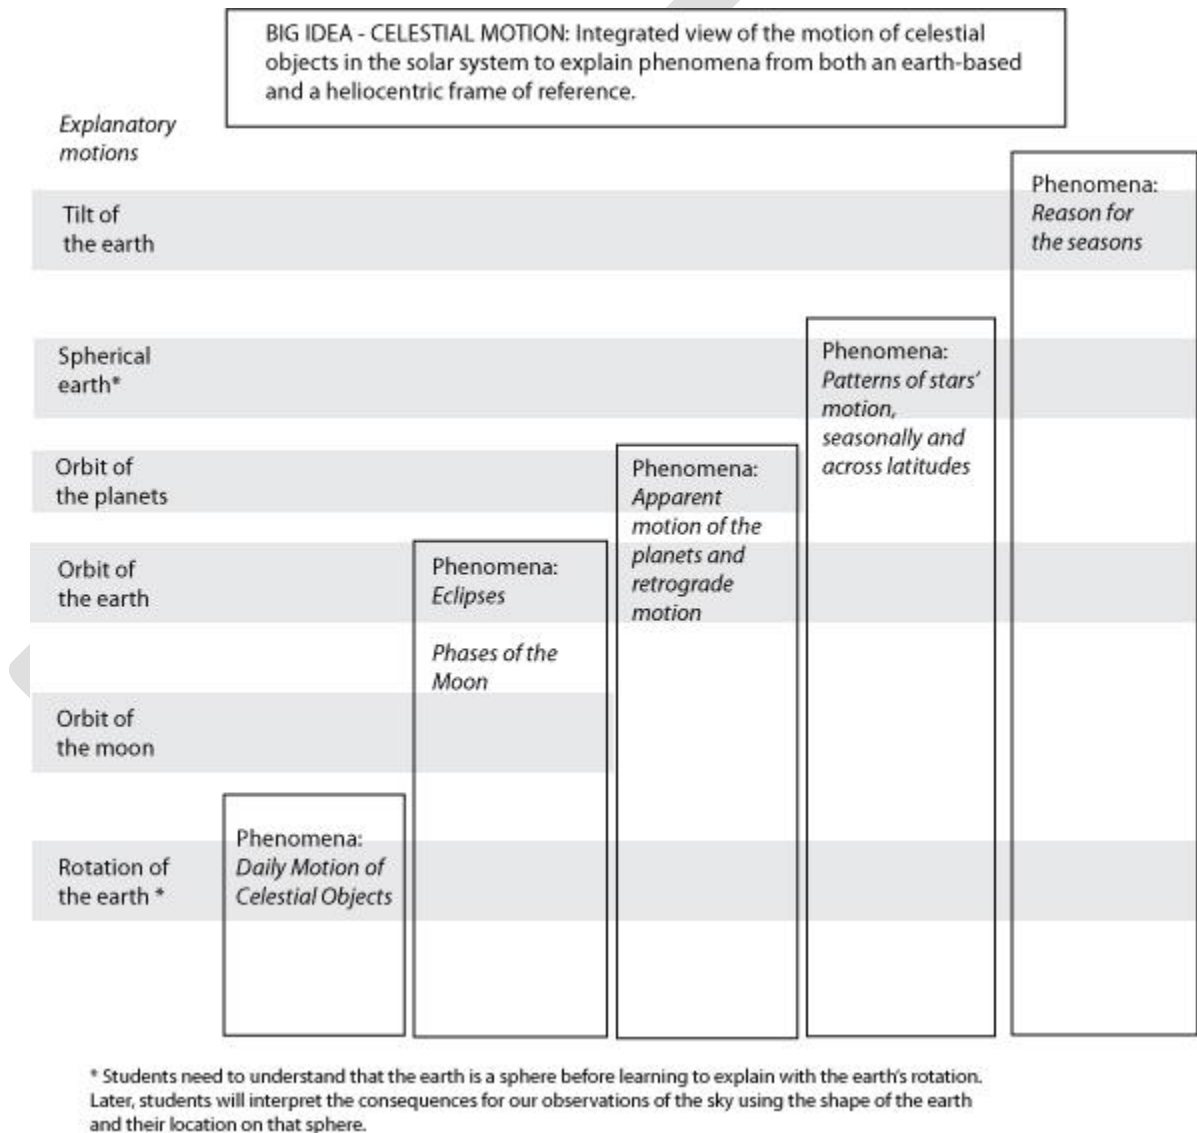 BIG IDEA - CELESTIAL MOTION: Integrated view of the motion of celestial
objects in the solar system to explain phenomena from both an earth-based
and a heliocentric frame of reference.
Explanatory
motions
Tilt of
the earth
Phenomena:
Reason for
the seasons
Spherical
earth*
Phenomena:
Patterns of stars’
motion,
seasonally and
across latitudes
Orbit of
the planets
Phenomena:
Apparent
motion of the
planets and
retrograde
motion
Orbit of
the earth
Phenomena:
Eclipses
Phases of the
Moon
Orbit of
the moon
Rotation of
the earth *
Phenomena:
Daily Motion of
Celestial Objects
* Students need to understand that the earth is a sphere before learning to explain with the earth’s rotation.
Later, students will interpret the consequences for our observations of the sky using the shape of the earth
and their location on that sphere.